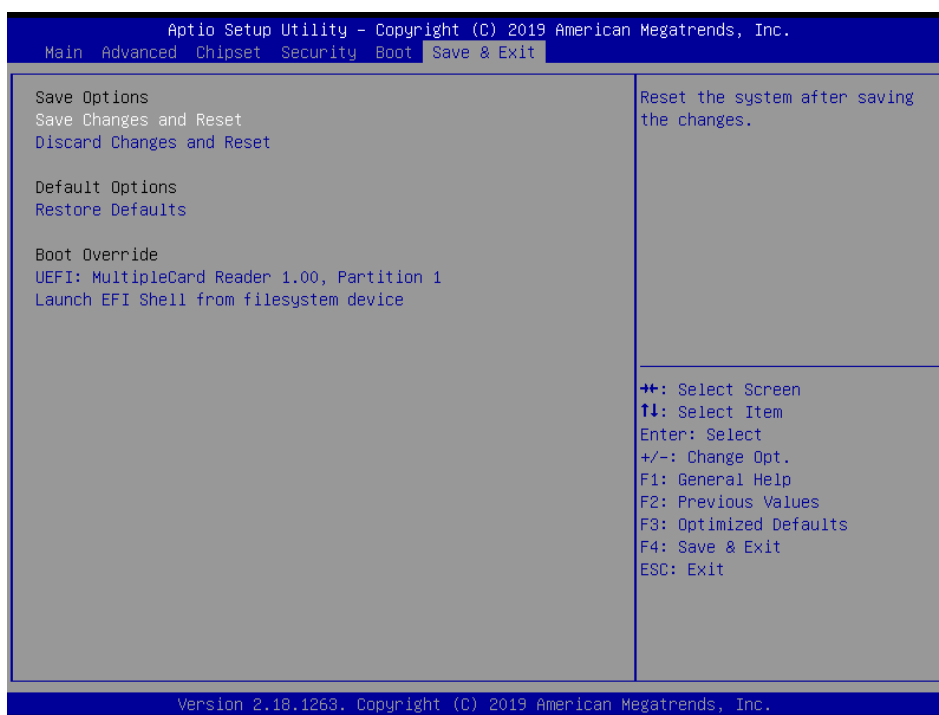 Aptio Setup Utility – Copyright (C) 2019 American Megatrends, Inc.
Main Advanced Chipset Security Boot Save & Exit
Save Options
Save Changes and Reset
Discard Changes and Reset
Default Options
Restore Defaults
Boot Override
UEFI: MultipleCard Reader 1.00, Partition 1
Launch EFI Shell from filesystem device
Reset the system after saving
the changes.
→←: Select Screen
↑↓: Select Item
Enter: Select
+/-: Change Opt.
F1: General Help
F2: Previous Values
F3: Optimized Defaults
F4: Save & Exit
ESC: Exit
Version 2.18.1263. Copyright (C) 2019 American Megatrends, Inc.